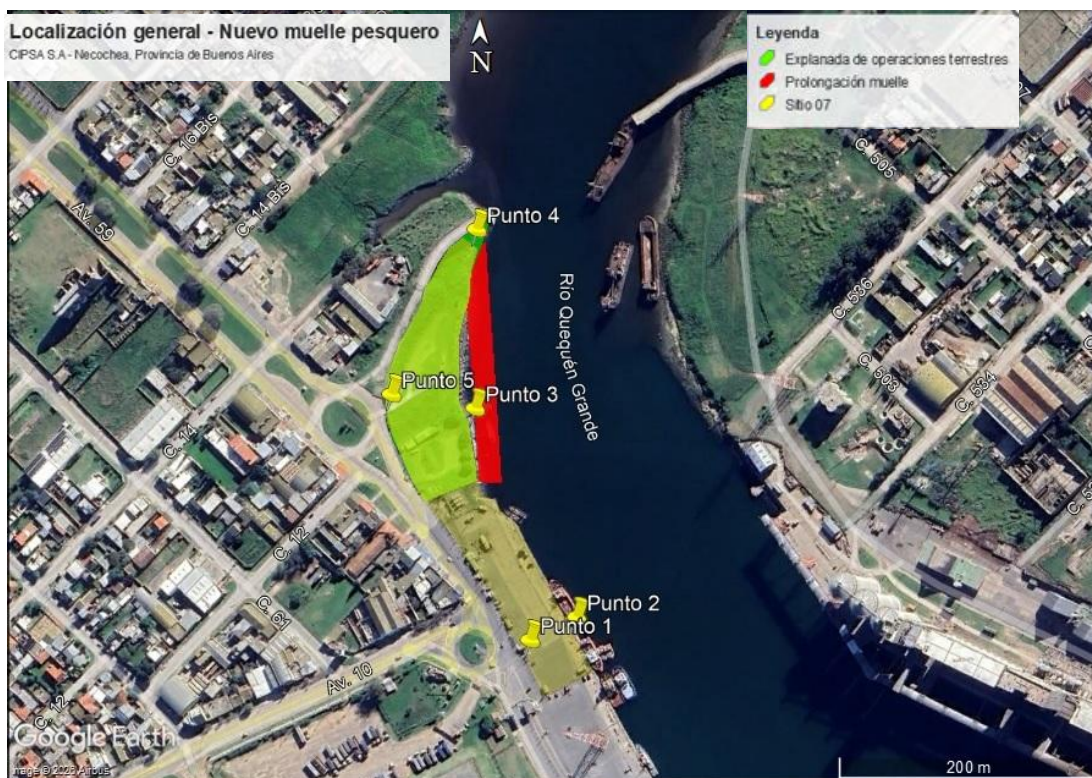 Localización general - Nuevo muelle pesquero
CIPSA S.A - Necochea, Provincia de Buenos Aires
N
Leyenda
Explanada de operaciones terrestres
Prolongación muelle
Sitio 07
C. 16 Bis
C. 14 Bis
Av. 59
C. 505
Punto 4
Río Quequén Grande
C. 536
C. 503
C. 534
Punto 5
Punto 3
C. 14
C. 12
C. 61
Punto 2
Punto 1
Av. 10
C. 12
Google Earth
200 m